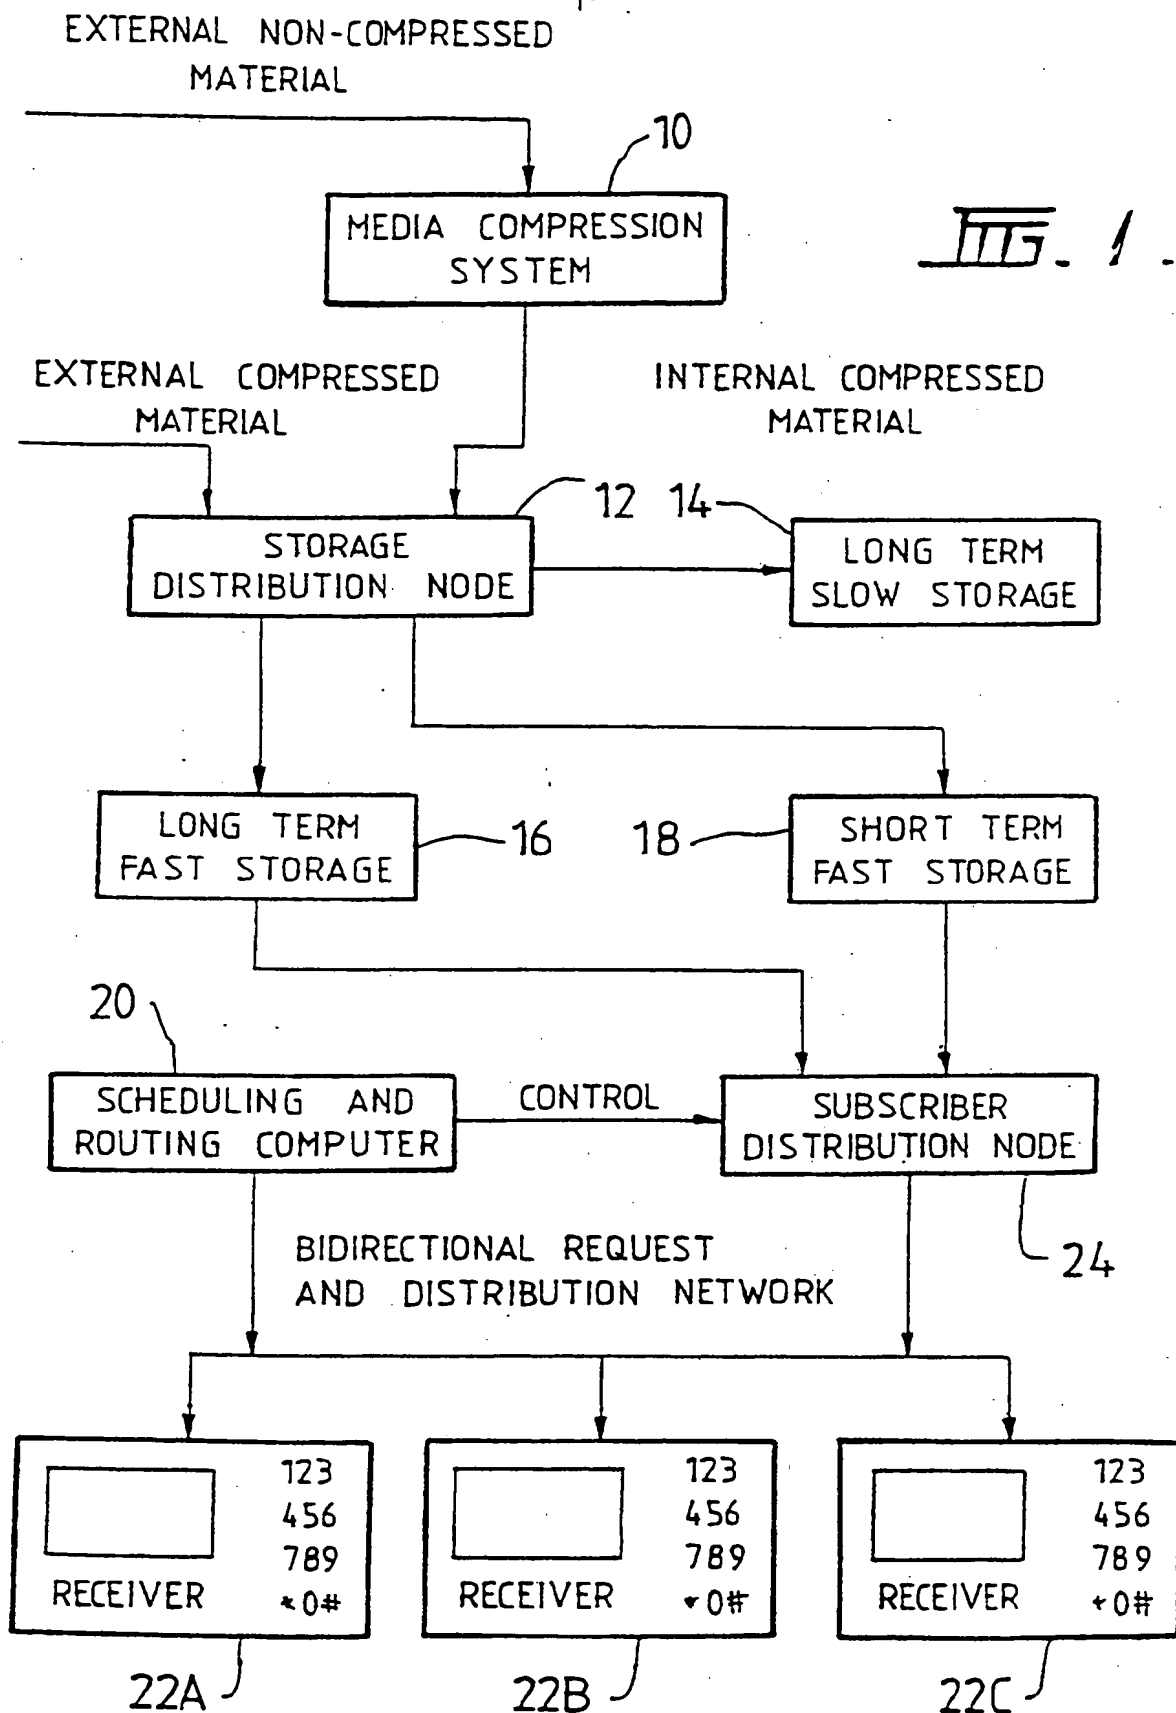 EXTERNAL NON-COMPRESSED
MATERIAL
10
MEDIA COMPRESSION
SYSTEM
FIG. 1.
EXTERNAL COMPRESSED
MATERIAL
INTERNAL COMPRESSED
MATERIAL
12
14
STORAGE
DISTRIBUTION NODE
LONG TERM
SLOW STORAGE
LONG TERM
FAST STORAGE
16
18
SHORT TERM
FAST STORAGE
20
SCHEDULING AND
ROUTING COMPUTER
CONTROL
SUBSCRIBER
DISTRIBUTION NODE
24
BIDIRECTIONAL REQUEST
AND DISTRIBUTION NETWORK
123
456
789
*0#
RECEIVER
22A
123
456
789
*0#
RECEIVER
22B
123
456
789
*0#
RECEIVER
22C